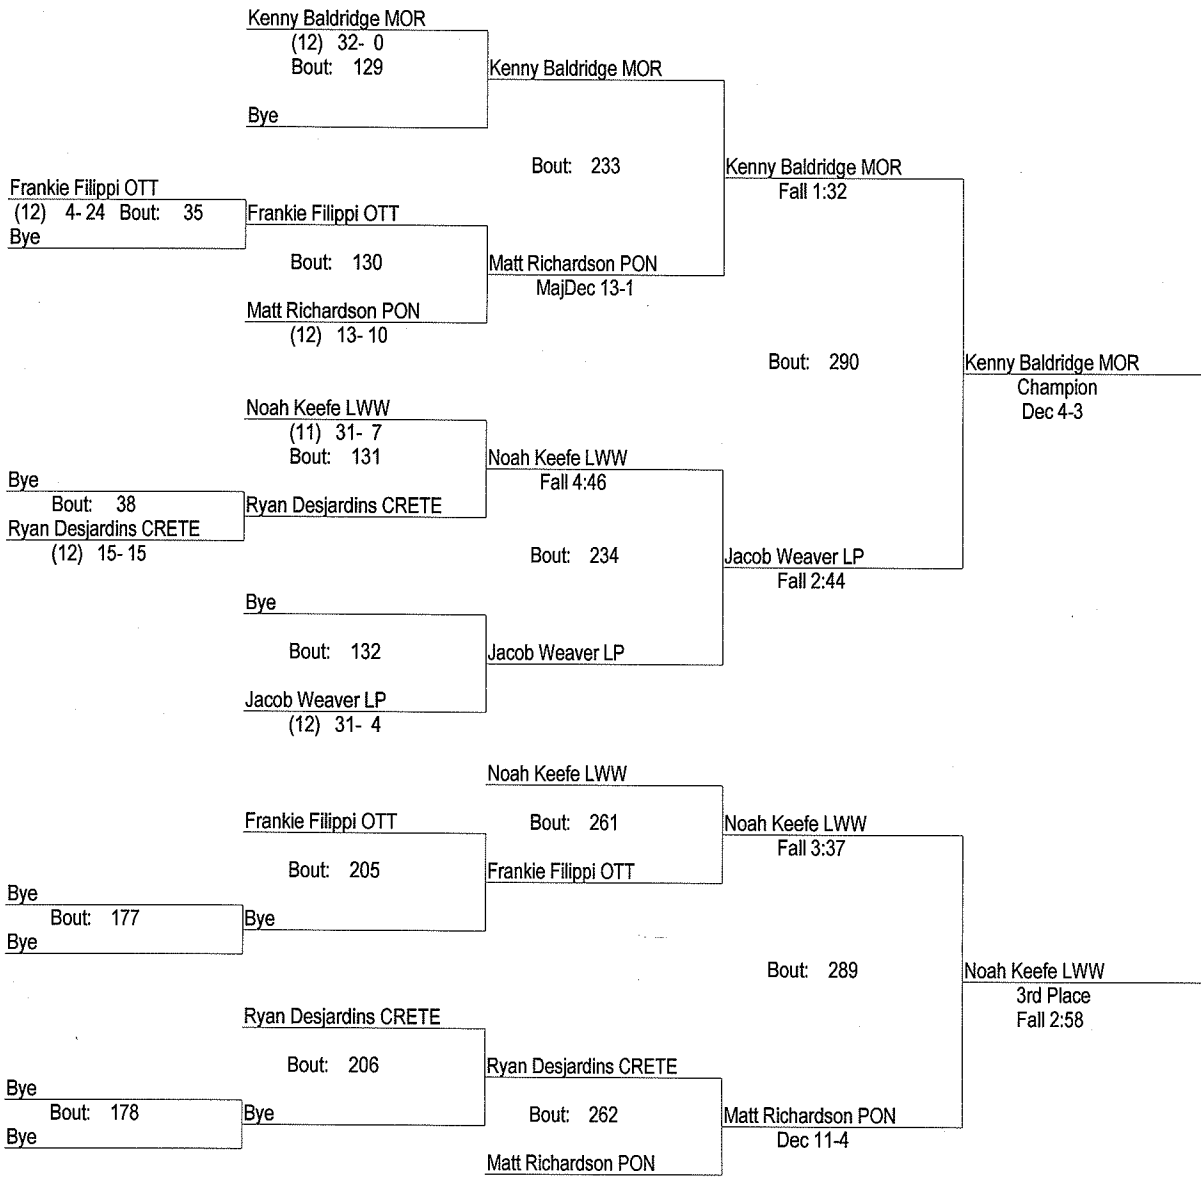 Kenny Baldridge MOR
(12) 32- 0
Bout: 129
Kenny Baldridge MOR
Bye
Bout: 233
Kenny Baldridge MOR
Fall 1:32
Frankie Filippi OTT
(12) 4- 24 Bout: 35
Bye
Frankie Filippi OTT
Bout: 130
Matt Richardson PON
MajDec 13-1
Matt Richardson PON
(12) 13- 10
Bout: 290
Kenny Baldridge MOR
Champion
Dec 4-3
Noah Keefe LWW
(11) 31- 7
Bout: 131
Noah Keefe LWW
Fall 4:46
Bye
Bout: 38
Ryan Desjardins CRETE
Ryan Desjardins CRETE
(12) 15- 15
Bout: 234
Jacob Weaver LP
Fall 2:44
Bye
Bout: 132
Jacob Weaver LP
Jacob Weaver LP
(12) 31- 4
Noah Keefe LWW
Frankie Filippi OTT
Bout: 261
Noah Keefe LWW
Fall 3:37
Bout: 205
Frankie Filippi OTT
Bye
Bout: 177
Bye
Bye
Bout: 289
Noah Keefe LWW
3rd Place
Fall 2:58
Ryan Desjardins CRETE
Bout: 206
Ryan Desjardins CRETE
Bye
Bout: 178
Bye
Bye
Bout: 262
Matt Richardson PON
Dec 11-4
Matt Richardson PON